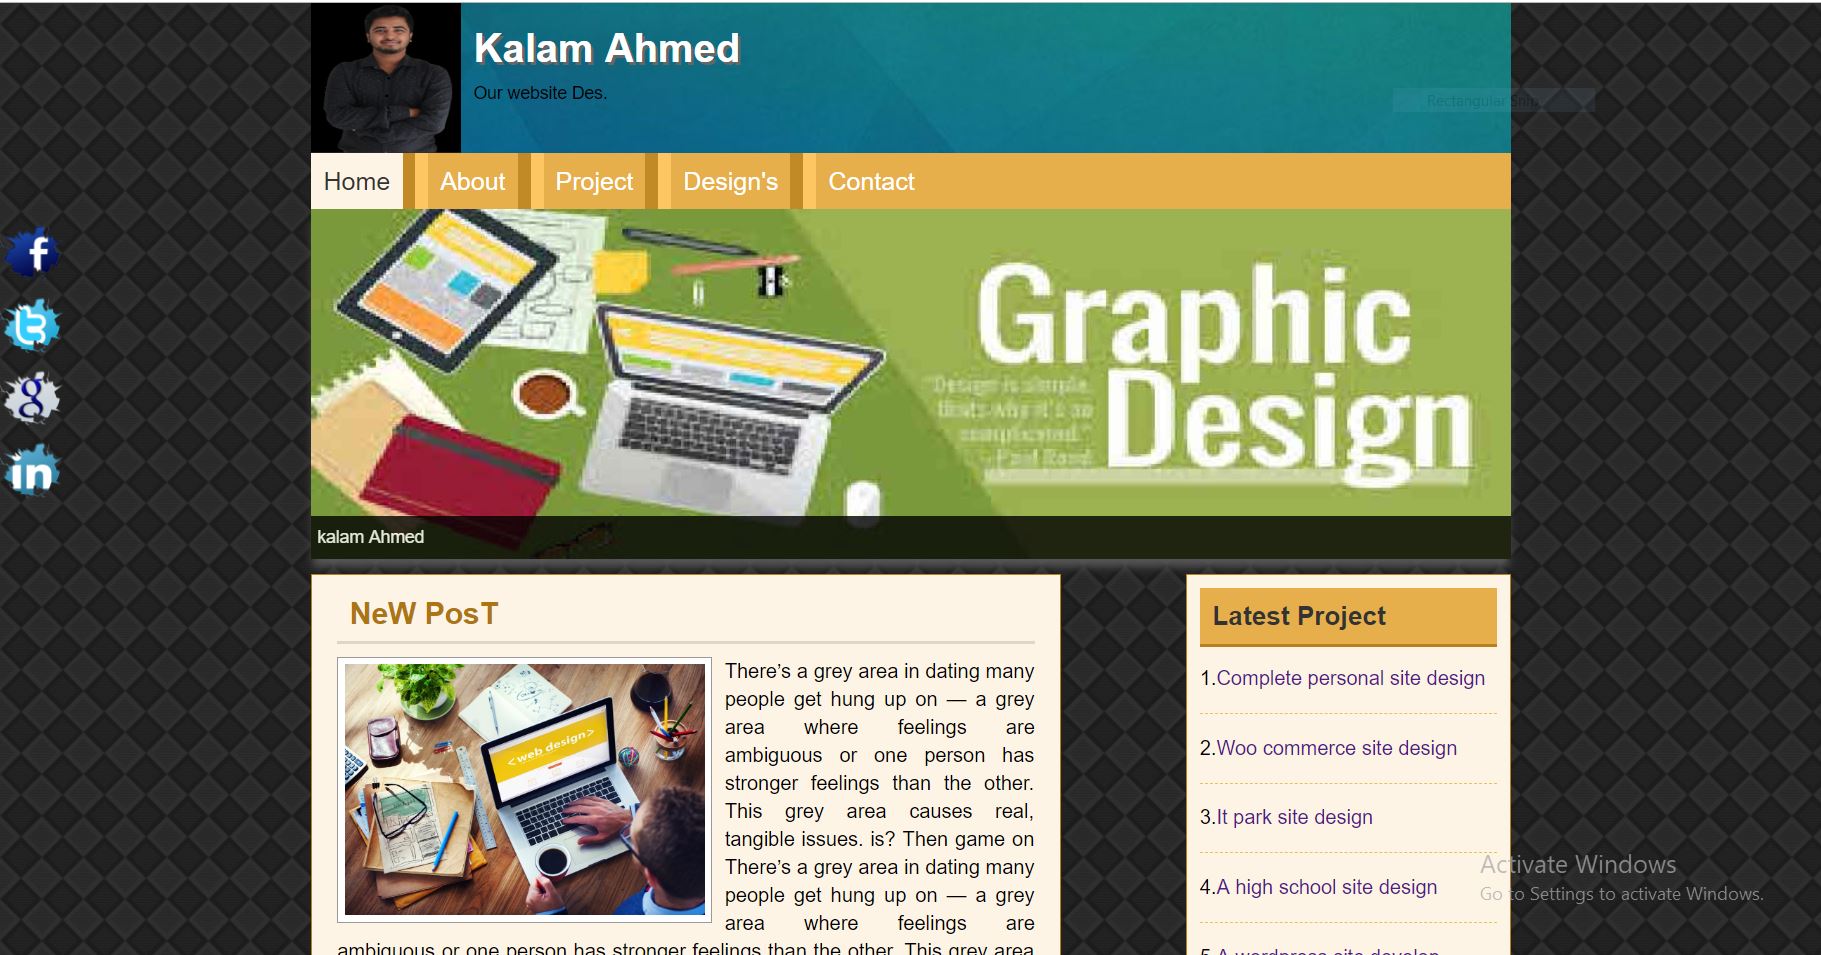 Kalam Ahmed
Our website Des.
Rectangular Snip
Home
About
Project
Design's
Contact
f
t
g
in
Graphic
Design
"Design is simple,
that's why it's so
complicated."
- Paul Rand
kalam Ahmed
NeW PosT
<web design>
There’s a grey area in dating many
people get hung up on — a grey
area where feelings are
ambiguous or one person has
stronger feelings than the other.
This grey area causes real,
tangible issues. is? Then game on
There’s a grey area in dating many
people get hung up on — a grey
area where feelings are
ambiguous or one person has stronger feelings than the other. This grey area
Latest Project
1.Complete personal site design
2.Woo commerce site design
3.It park site design
4.A high school site design
5.A wordpress site develop
Activate Windows
Go to Settings to activate Windows.